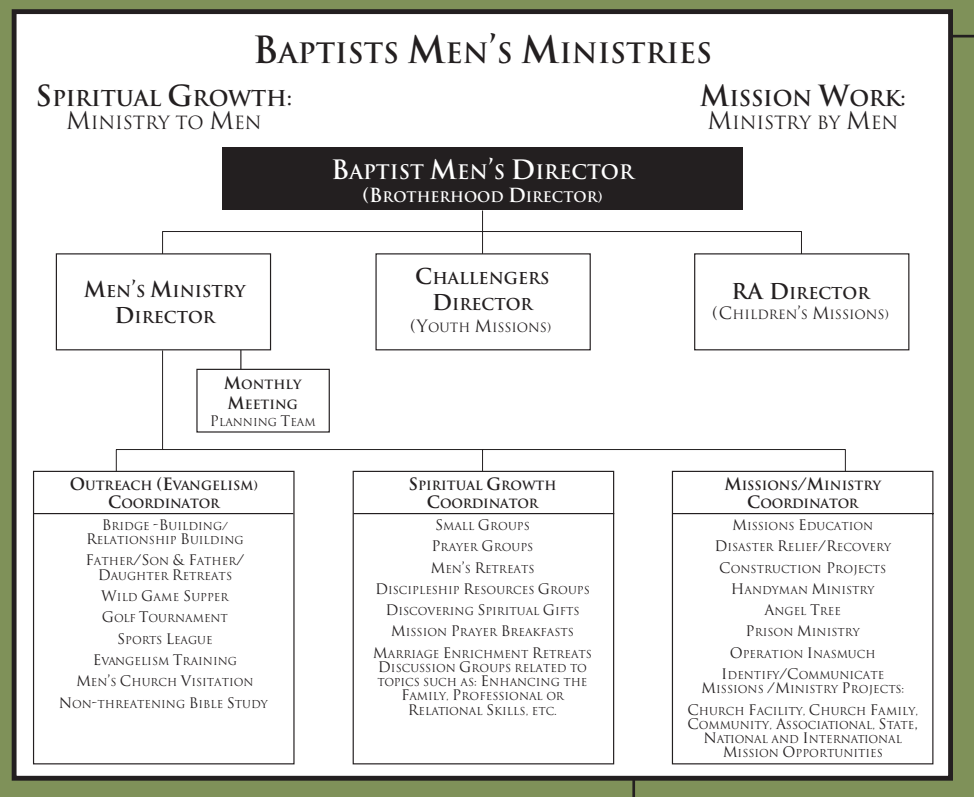 Baptists Men's Ministries
Spiritual Growth:
Ministry to Men
Mission Work:
Ministry by Men
Baptist Men's Director
(Brotherhood Director)
Men's Ministry
Director
Challengers
Director
(Youth Missions)
RA Director
(Children's Missions)
Monthly
Meeting
Planning Team
Outreach (Evangelism)
Coordinator
Bridge-Building/
Relationship Building
Father/Son & Father/
Daughter Retreats
Wild Game Supper
Golf Tournament
Sports League
Evangelism Training
Men's Church Visitation
Non-threatening Bible Study
Spiritual Growth
Coordinator
Small Groups
Prayer Groups
Men's Retreats
Discipleship Resources Groups
Discovering Spiritual Gifts
Mission Prayer Breakfasts
Marriage Enrichment Retreats
Discussion Groups related to
topics such as: Enhancing the
Family, Professional or
Relational Skills, etc.
Missions/Ministry
Coordinator
Missions Education
Disaster Relief/Recovery
Construction Projects
Handyman Ministry
Angel Tree
Prison Ministry
Operation Inasmuch
Identify/Communicate
Missions /Ministry Projects:
Church Facility, Church Family,
Community, Associational, State,
National and International
Mission Opportunities